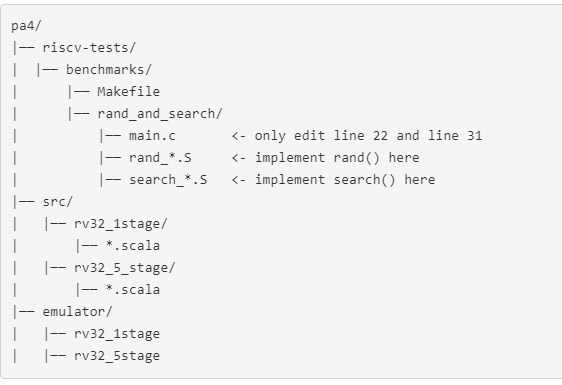 pa4/
|—— riscv-tests/
|  |—— benchmarks/
|      |—— Makefile
|      |—— rand_and_search/
|          |—— main.c       <- only edit line 22 and line 31
|          |—— rand_*.S     <- implement rand() here
|          |—— search_*.S   <- implement search() here
|—— src/
|   |—— rv32_1stage/
|       |—— *.scala
|   |—— rv32_5_stage/
|       |—— *.scala
|—— emulator/
|   |—— rv32_1stage
|   |—— rv32_5stage